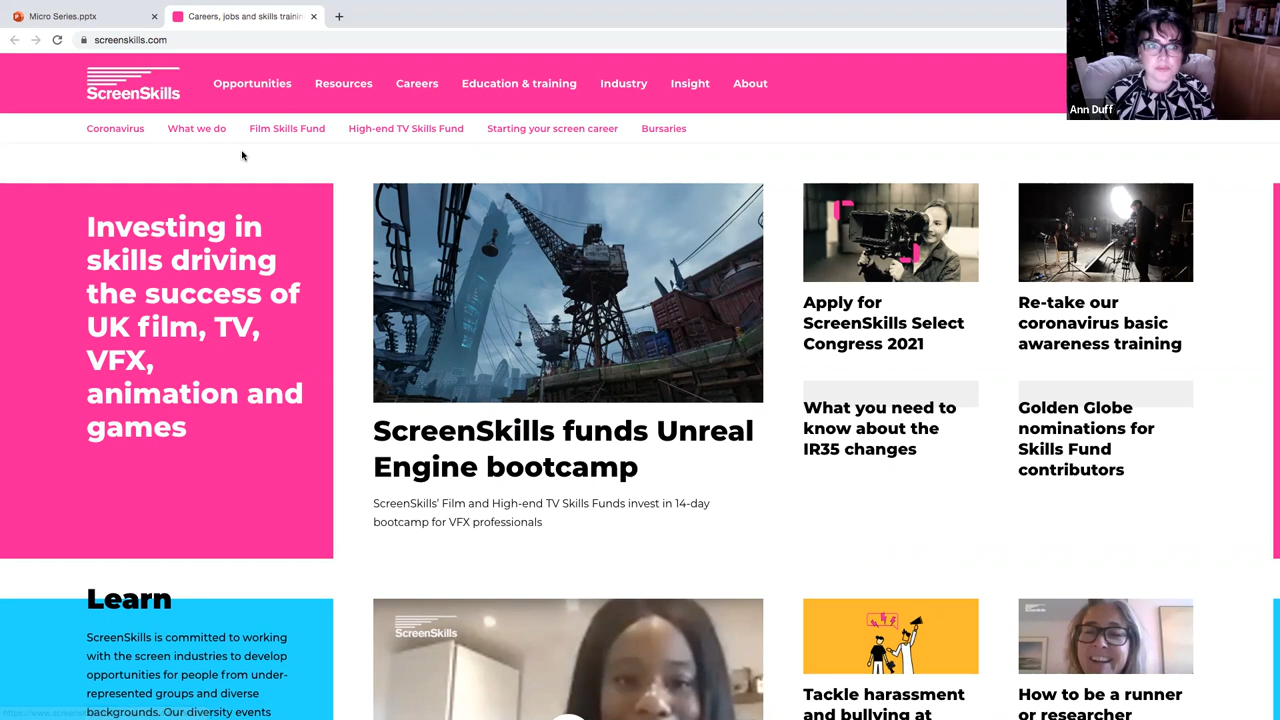 Micro Series.pptx
Careers, jobs and skills trainin
screenskills.com
Ann Duff
ScreenSkills
Opportunities
Resources
Careers
Education & training
Industry
Insight
About
Coronavirus
What we do
Film Skills Fund
High-end TV Skills Fund
Starting your screen career
Bursaries
Investing in
skills driving
the success of
UK film, TV,
VFX,
animation and
games
ScreenSkills funds Unreal
Engine bootcamp
ScreenSkills' Film and High-end TV Skills Funds invest in 14-day
bootcamp for VFX professionals
Apply for
ScreenSkills Select
Congress 2021
Re-take our
coronavirus basic
awareness training
What you need to
know about the
IR35 changes
Golden Globe
nominations for
Skills Fund
contributors
Learn
ScreenSkills is committed to working
with the screen industries to develop
opportunities for people from under-
represented groups and diverse
backgrounds. Our diversity events
ScreenSkills
Tackle harassment
and bullying at
How to be a runner
or researcher